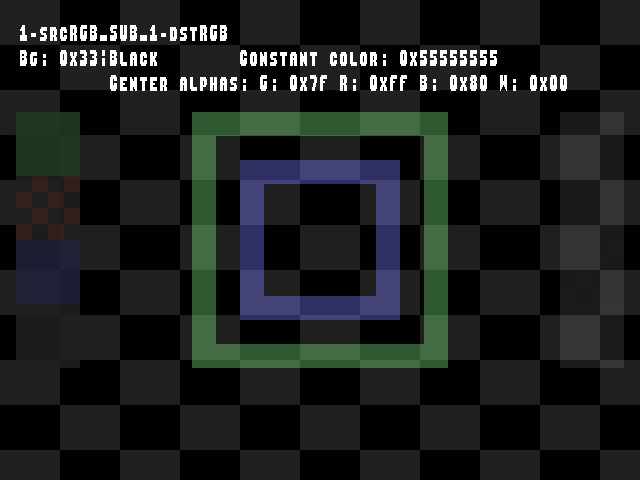 1-srcRGB_SUB_1-dstRGB
Bg: 0x33¦Black Constant color: 0x55555555
Center alphas: G: 0x7f R: 0xff B: 0x80 W: 0x00